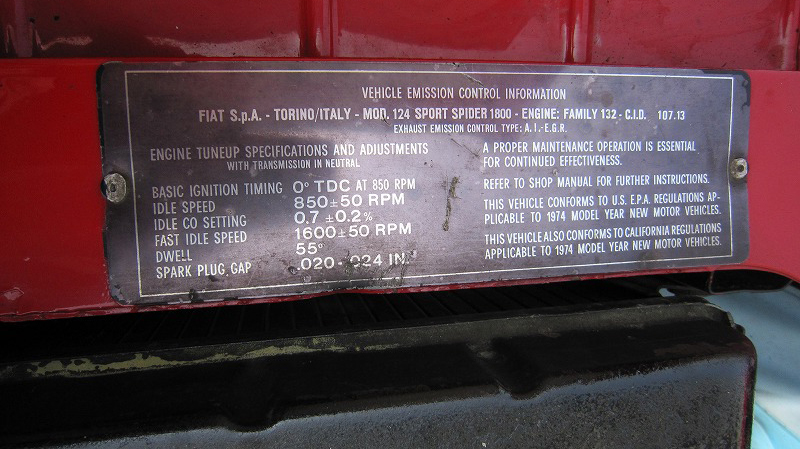 VEHICLE EMISSION CONTROL INFORMATION
FIAT S.p.A. - TORINO/ITALY - MOD. 124 SPORT SPIDER 1800 - ENGINE: FAMILY 132 - C.I.D. 107.13
EXHAUST EMISSION CONTROL TYPE: A.I.-E.G.R.
ENGINE TUNEUP SPECIFICATIONS AND ADJUSTMENTS
WITH TRANSMISSION IN NEUTRAL
BASIC IGNITION TIMING 0° TDC AT 850 RPM
IDLE SPEED 850±50 RPM
IDLE CO SETTING 0.7±0.2%
FAST IDLE SPEED 1600±50 RPM
DWELL 55°
SPARK PLUG GAP .020-.024 IN.
A PROPER MAINTENANCE OPERATION IS ESSENTIAL
FOR CONTINUED EFFECTIVENESS.
REFER TO SHOP MANUAL FOR FURTHER INSTRUCTIONS.
THIS VEHICLE CONFORMS TO U.S. E.P.A. REGULATIONS AP-
PLICABLE TO 1974 MODEL YEAR NEW MOTOR VEHICLES.
THIS VEHICLE ALSO CONFORMS TO CALIFORNIA REGULATIONS
APPLICABLE TO 1974 MODEL YEAR NEW MOTOR VEHICLES.